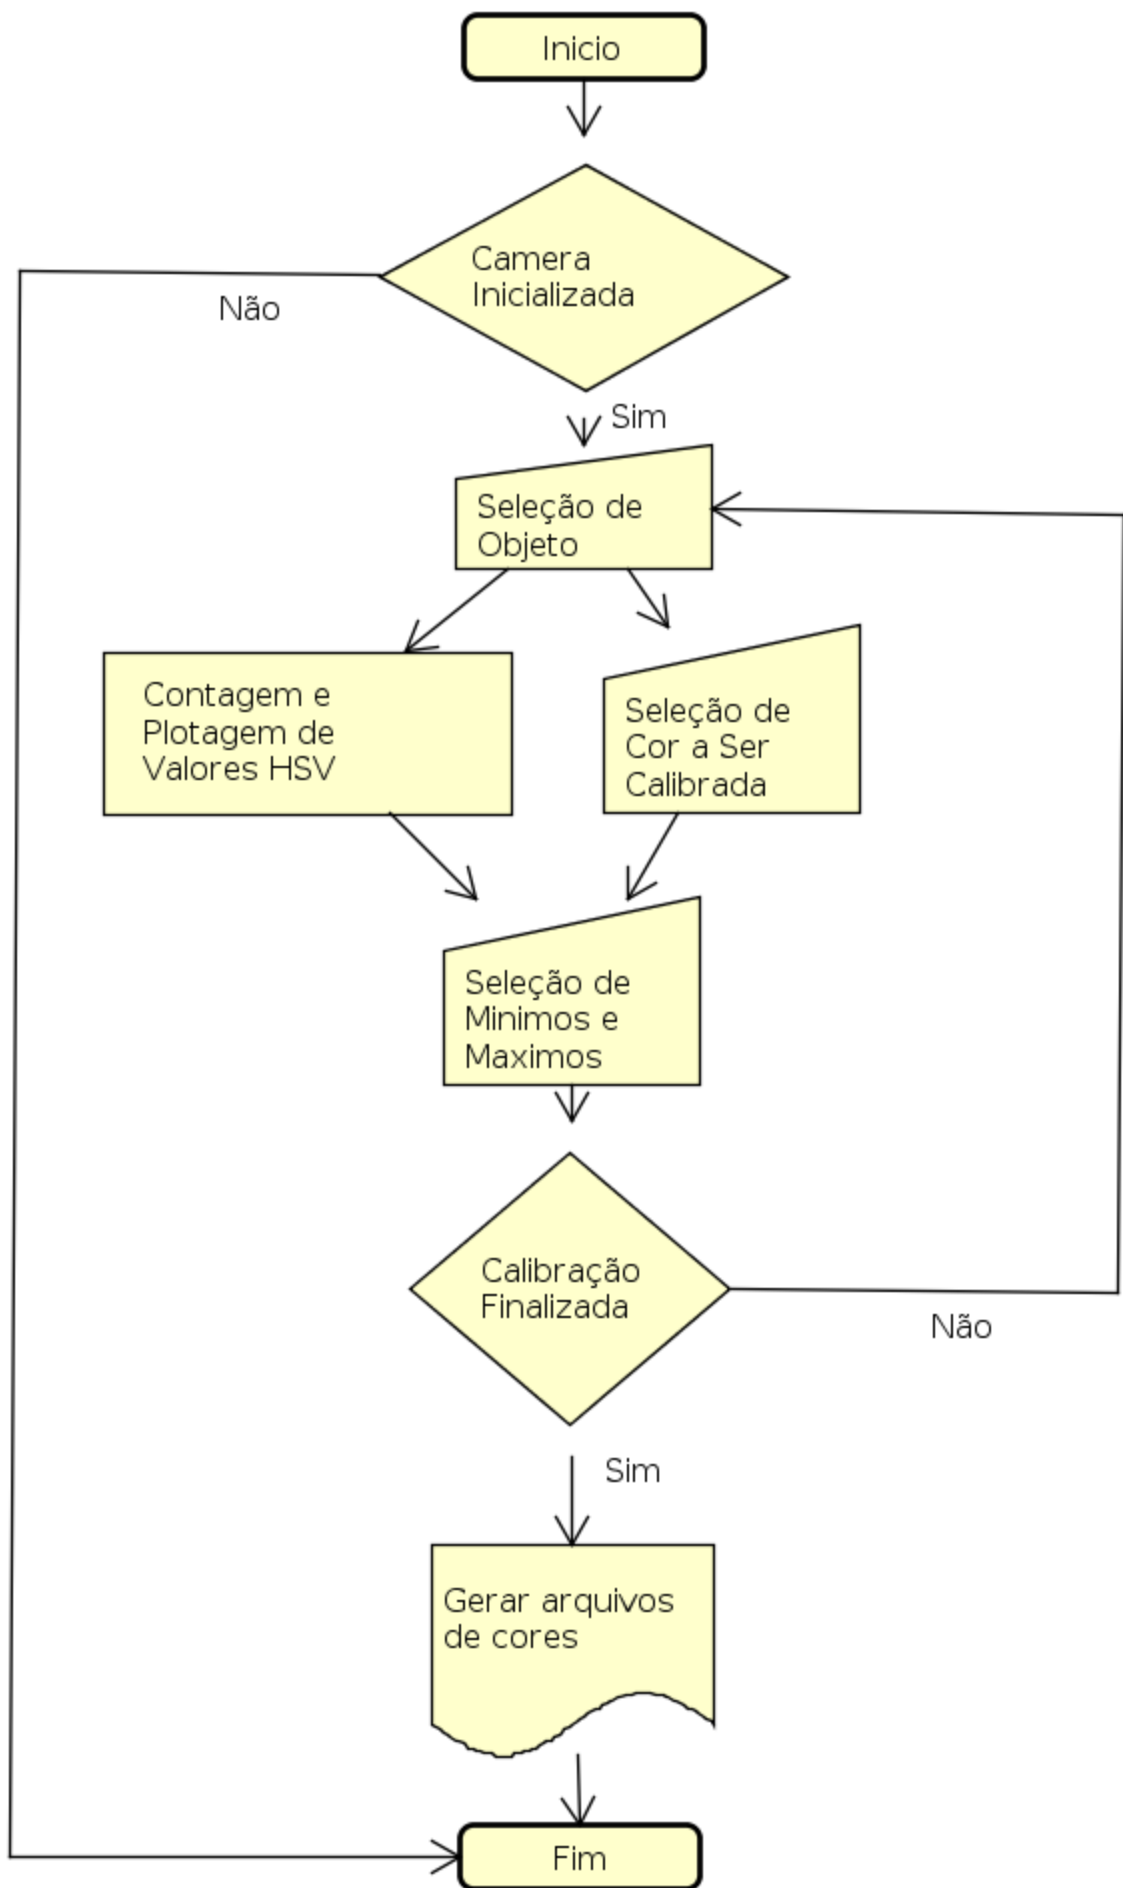 Inicio
Camera
Inicializada
Não
Sim
Seleção de
Objeto
Contagem e
Plotagem de
Valores HSV
Seleção de
Cor a Ser
Calibrada
Seleção de
Minimos e
Maximos
Calibração
Finalizada
Não
Sim
Gerar arquivos
de cores
Fim